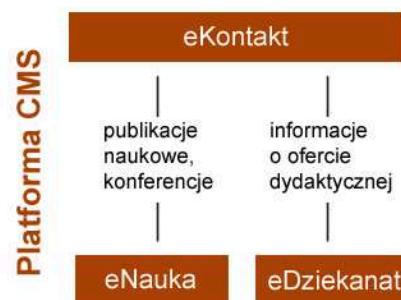 Platforma CMS
eKontakt
publikacje
naukowe,
konferencje
informacje
o ofercie
dydaktycznej
eNauka
eDziekanat